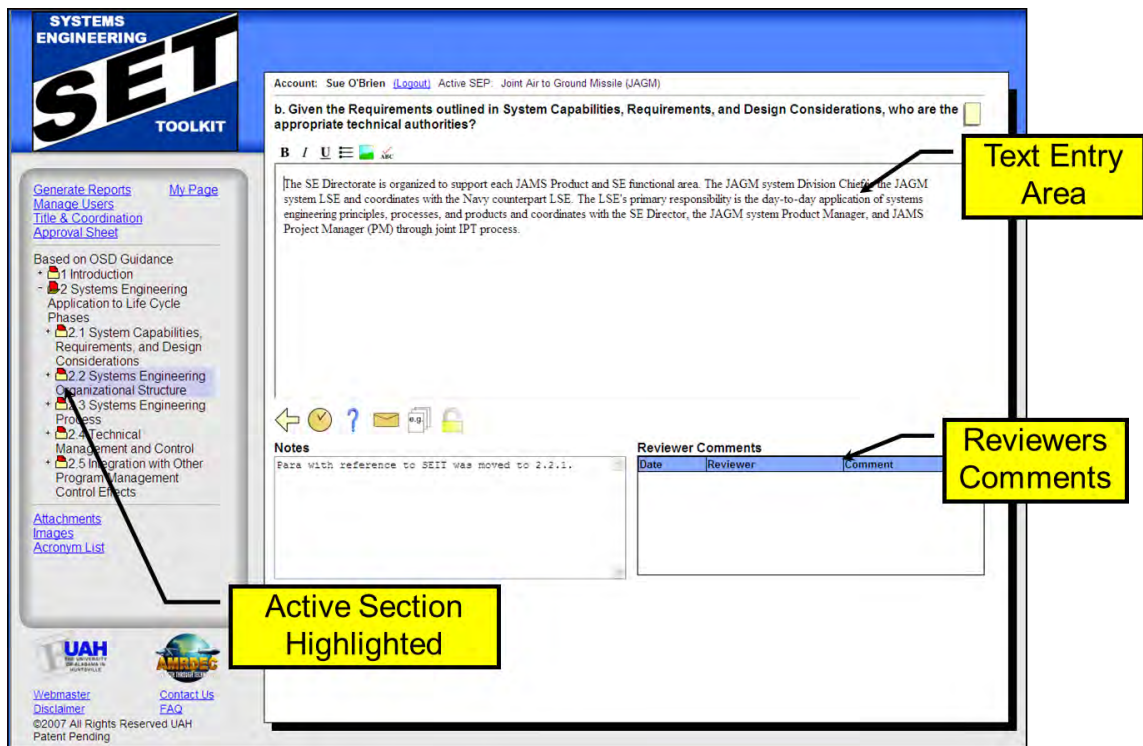 SYSTEMS
ENGINEERING
SET
TOOLKIT
Generate Reports My Page
Manage Users
Title & Coordination
Approval Sheet
Based on OSD Guidance
+ 1 Introduction
- 2 Systems Engineering
Application to Life Cycle
Phases
+ 2.1 System Capabilities,
Requirements, and Design
Considerations
+ 2.2 Systems Engineering
Organizational Structure
+ 2.3 Systems Engineering
Process
+ 2.4 Technical
Management and Control
+ 2.5 Integration with Other
Program Management
Control Effects
Attachments
Images
Acronym List
UAH
THE UNIVERSITY
OF ALABAMA IN
HUNTSVILLE
AMRDEC
Webmaster Contact Us
Disclaimer FAQ
©2007 All Rights Reserved UAH
Patent Pending
Account: Sue O'Brien (Logout) Active SEP: Joint Air to Ground Missile (JAGM)
b. Given the Requirements outlined in System Capabilities, Requirements, and Design Considerations, who are the
appropriate technical authorities?
B I U ABC
The SE Directorate is organized to support each JAMS Product and SE functional area. The JAGM system Division Chief is the JAGM
system LSE and coordinates with the Navy counterpart LSE. The LSE's primary responsibility is the day-to-day application of systems
engineering principles, processes, and products and coordinates with the SE Director, the JAGM system Product Manager, and JAMS
Project Manager (PM) through joint IPT process.
? e.g.
Notes
Para with reference to SEIT was moved to 2.2.1.
Reviewer Comments
Date Reviewer Comment
Text Entry
Area
Reviewers
Comments
Active Section
Highlighted